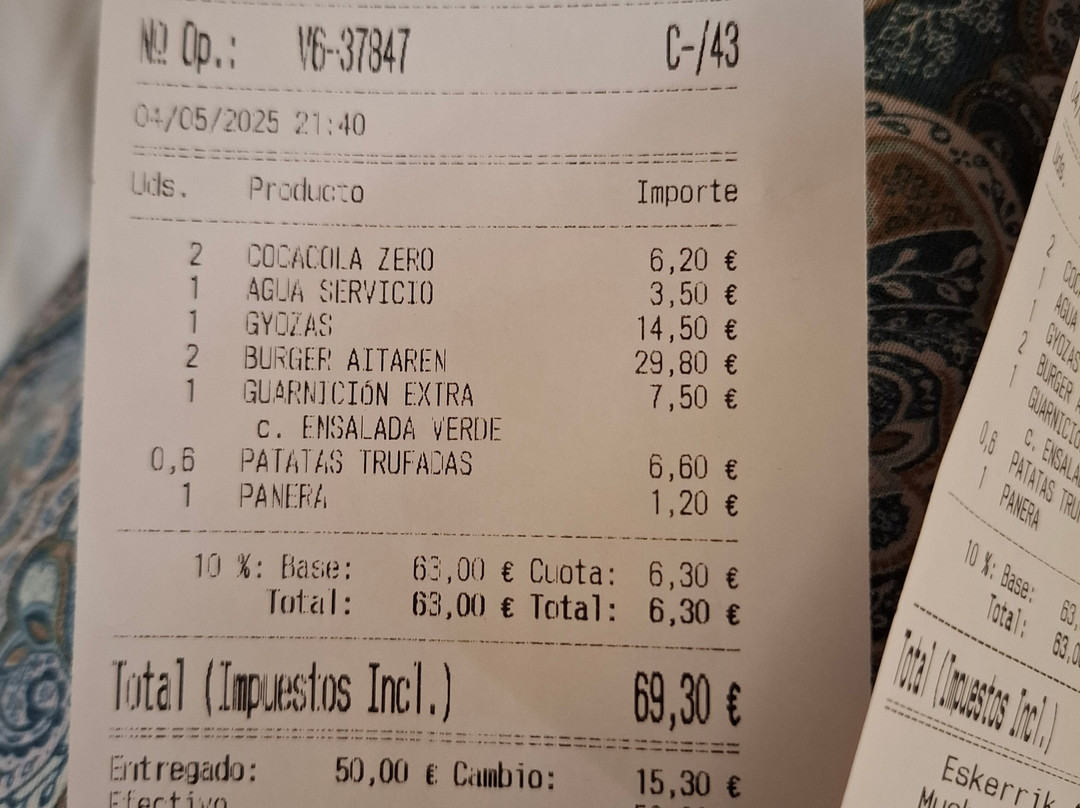 Nº Op.: V6-37847 C-/43
04/05/2025 21:40
Uds. Producto Importe
2 COCACOLA ZERO 6,20 €
1 AGUA SERVICIO 3,50 €
1 GYOZAS 14,50 €
2 BURGER AITAREN 29,80 €
1 GUARNICIÓN EXTRA 7,50 €
c. ENSALADA VERDE
0,6 PATATAS TRUFADAS 6,60 €
1 PANERA 1,20 €
10 %: Base: 63,00 € Cuota: 6,30 €
Total: 63,00 € Total: 6,30 €
Total (Impuestos Incl.) 69,30 €
Entregado: 50,00 € Cambio: 15,30 €
Efectivo
Uds.
2
1 AGUA
1 GYOZAS
2 BURGER
1
c.
0,6 PATATAS
1 PANERA
10 %: Base:
Total:
Total (Impuestos Incl.)